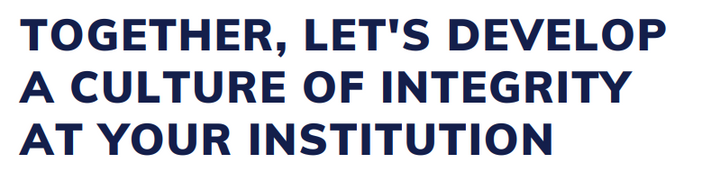 TOGETHER, LET'S DEVELOP
A CULTURE OF INTEGRITY
AT YOUR INSTITUTION